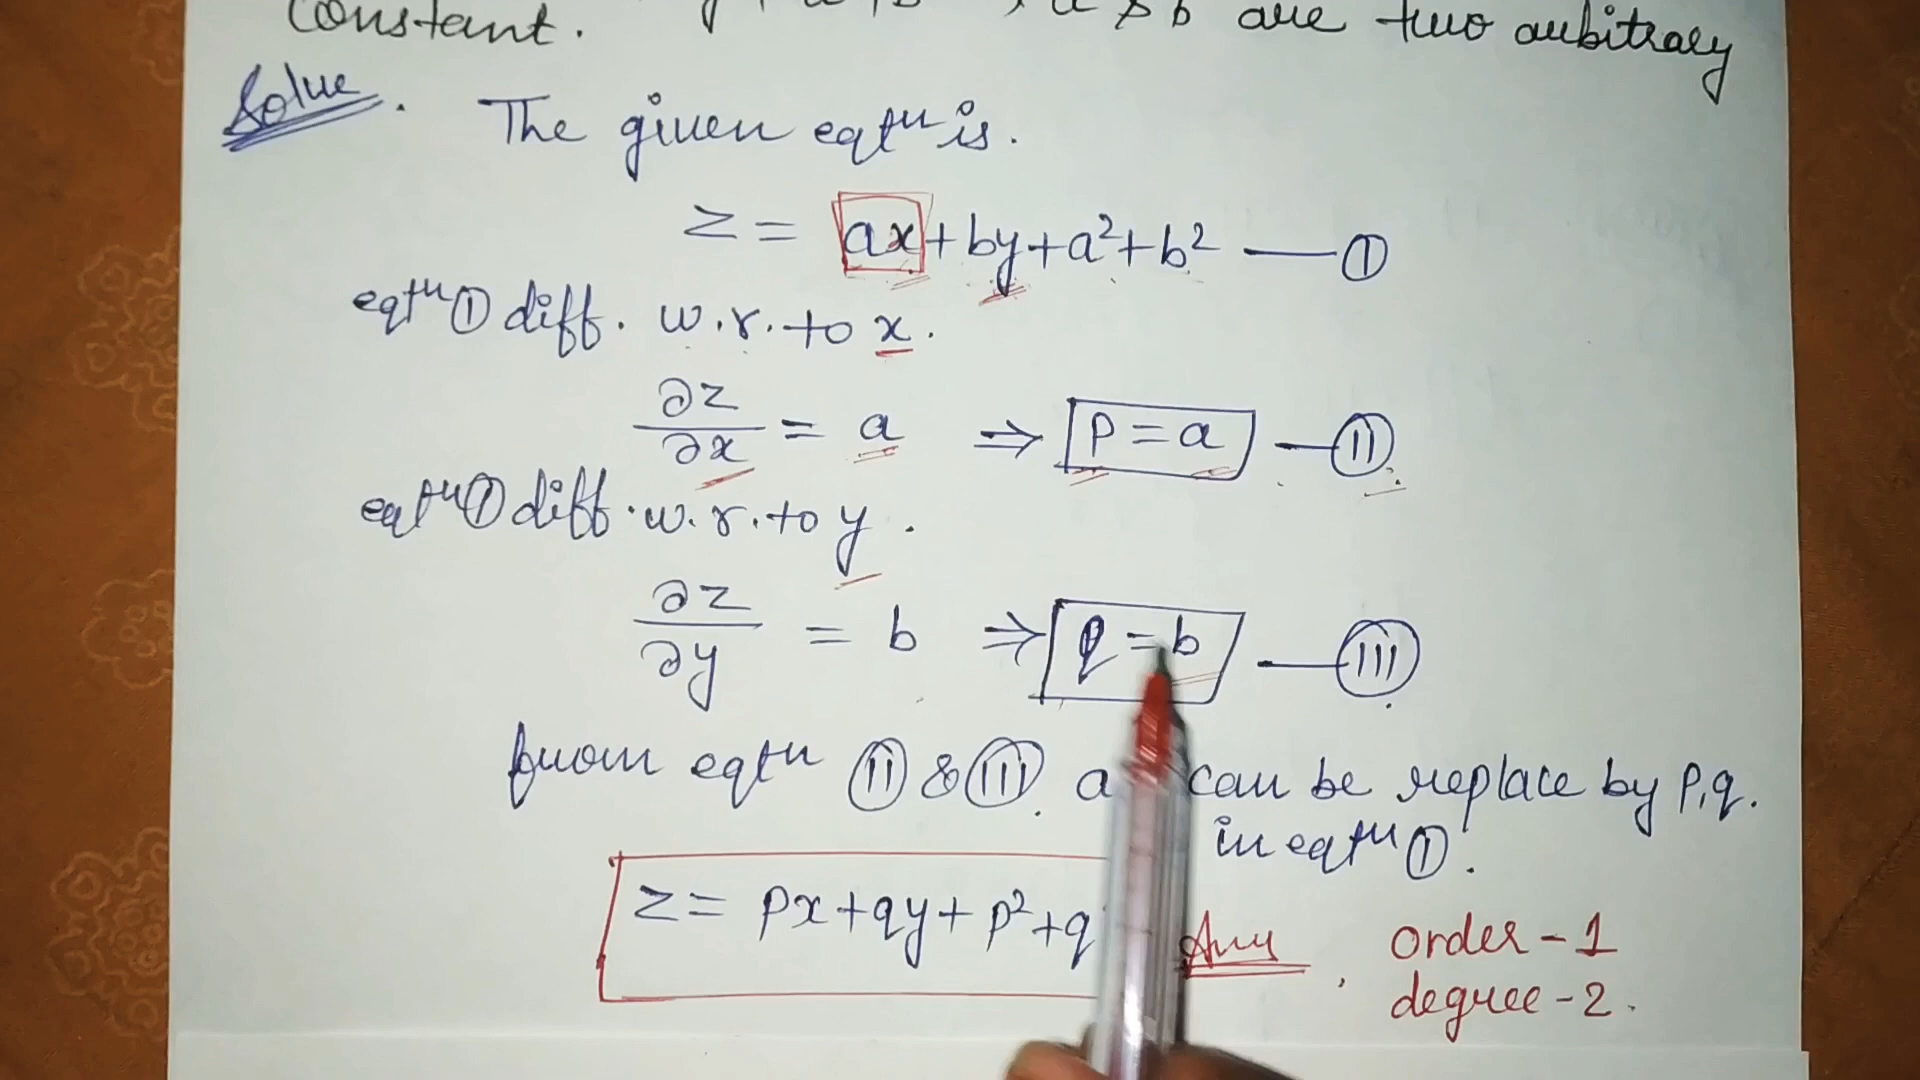 Constant. a & b are two arbitrary
Solve. The given eqtn is.
z = ax+by+a²+b² — ①
eqtn ① diff. w.r.to x.
∂z/∂x = a ⇒ p = a — Ⅱ
eqtn ① diff. w.r.to y.
∂z/∂y = b ⇒ q = b — Ⅲ
from eqtn Ⅱ & Ⅲ a can be replace by p,q.
in eqtn ①.
z = px+qy+p²+q
Ans, order-1
degree-2.